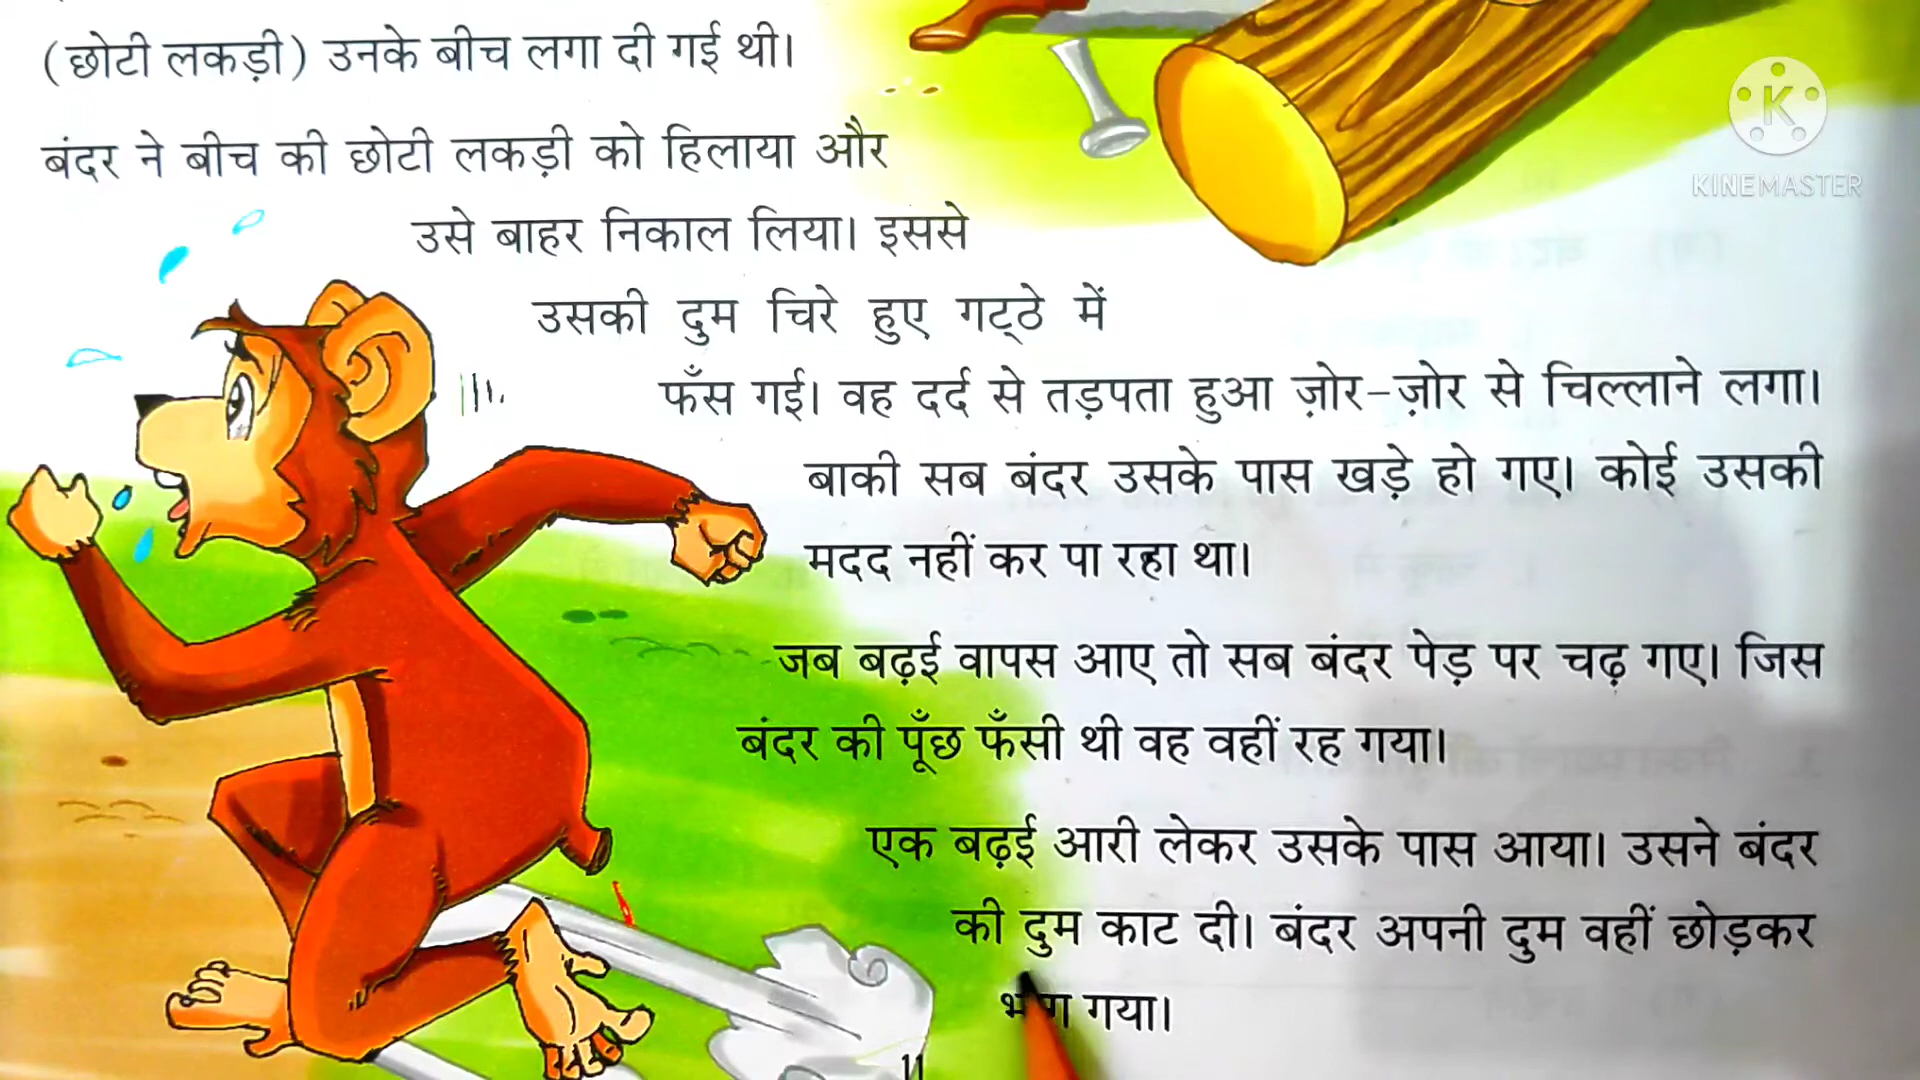 (छोटी लकड़ी) उनके बीच लगा दी गई थी।
बंदर ने बीच की छोटी लकड़ी को हिलाया और
उसे बाहर निकाल लिया। इससे
उसकी दुम चिरे हुए गट्ठे में
फँस गई। वह दर्द से तड़पता हुआ ज़ोर-ज़ोर से चिल्लाने लगा।
बाकी सब बंदर उसके पास खड़े हो गए। कोई उसकी
मदद नहीं कर पा रहा था।
जब बढ़ई वापस आए तो सब बंदर पेड़ पर चढ़ गए। जिस
बंदर की पूँछ फँसी थी वह वहीं रह गया।
एक बढ़ई आरी लेकर उसके पास आया। उसने बंदर
की दुम काट दी। बंदर अपनी दुम वहीं छोड़कर
भाग गया।
K
KINEMASTER